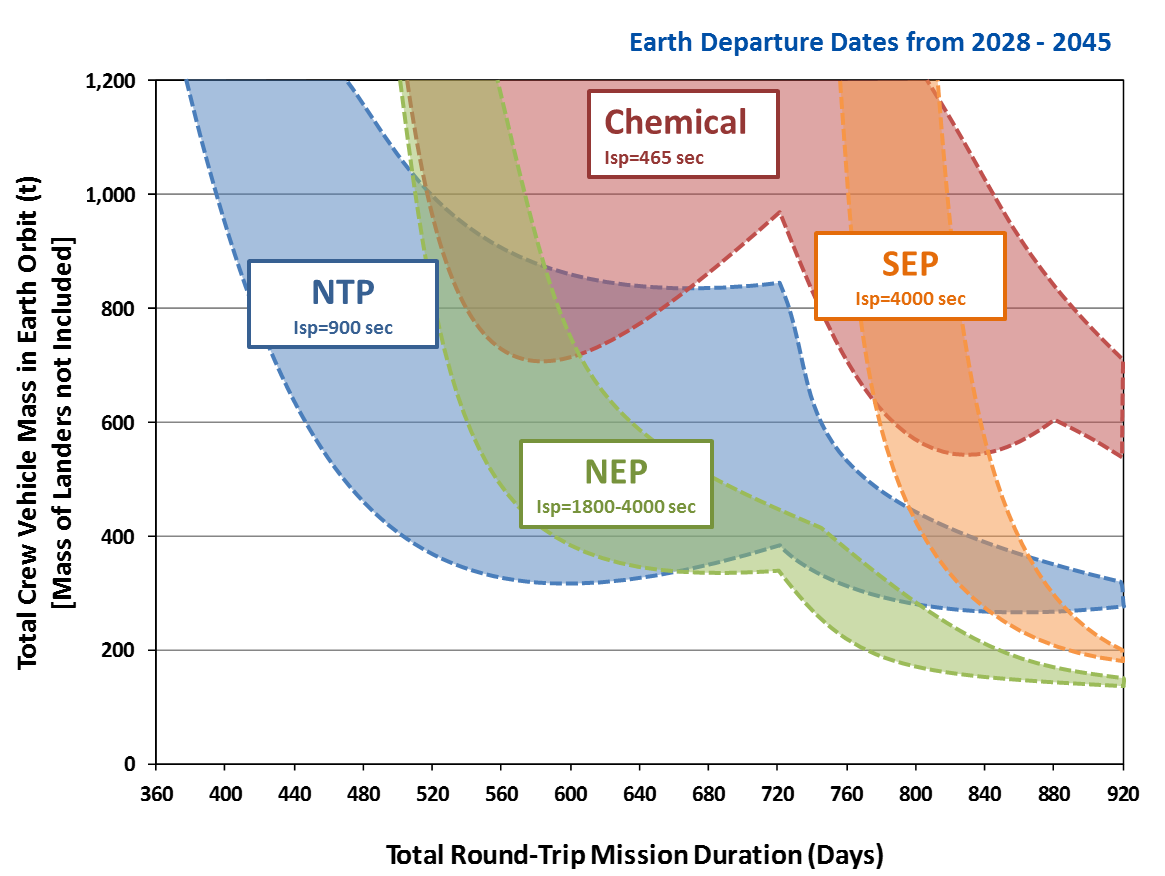 Earth Departure Dates from 2028 - 2045
Total Crew Vehicle Mass in Earth Orbit (t)
[Mass of Landers not Included]
1,200
1,000
800
600
400
200
0
Chemical
Isp=465 sec
SEP
Isp=4000 sec
NTP
Isp=900 sec
NEP
Isp=1800-4000 sec
360 400 440 480 520 560 600 640 680 720 760 800 840 880 920
Total Round-Trip Mission Duration (Days)